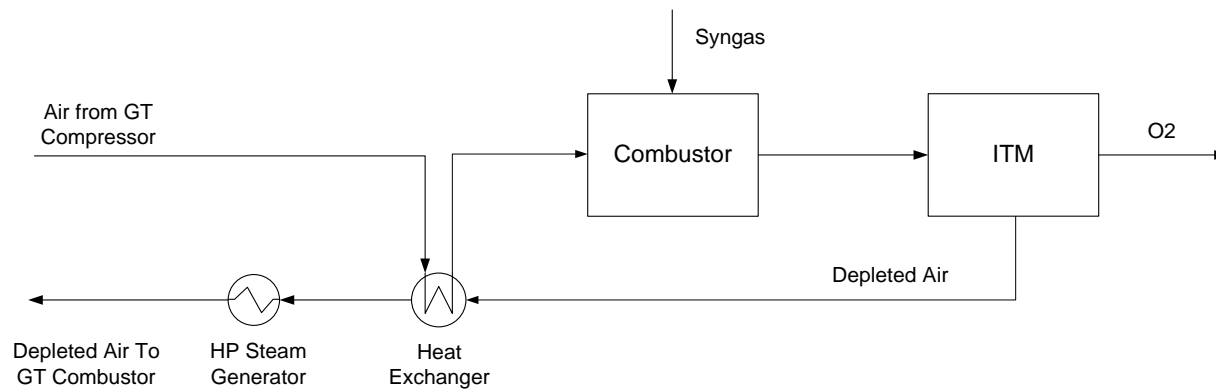 Syngas
Air from GT
Compressor
Combustor
ITM
O2
Depleted Air
Depleted Air To
GT Combustor
HP Steam
Generator
Heat
Exchanger